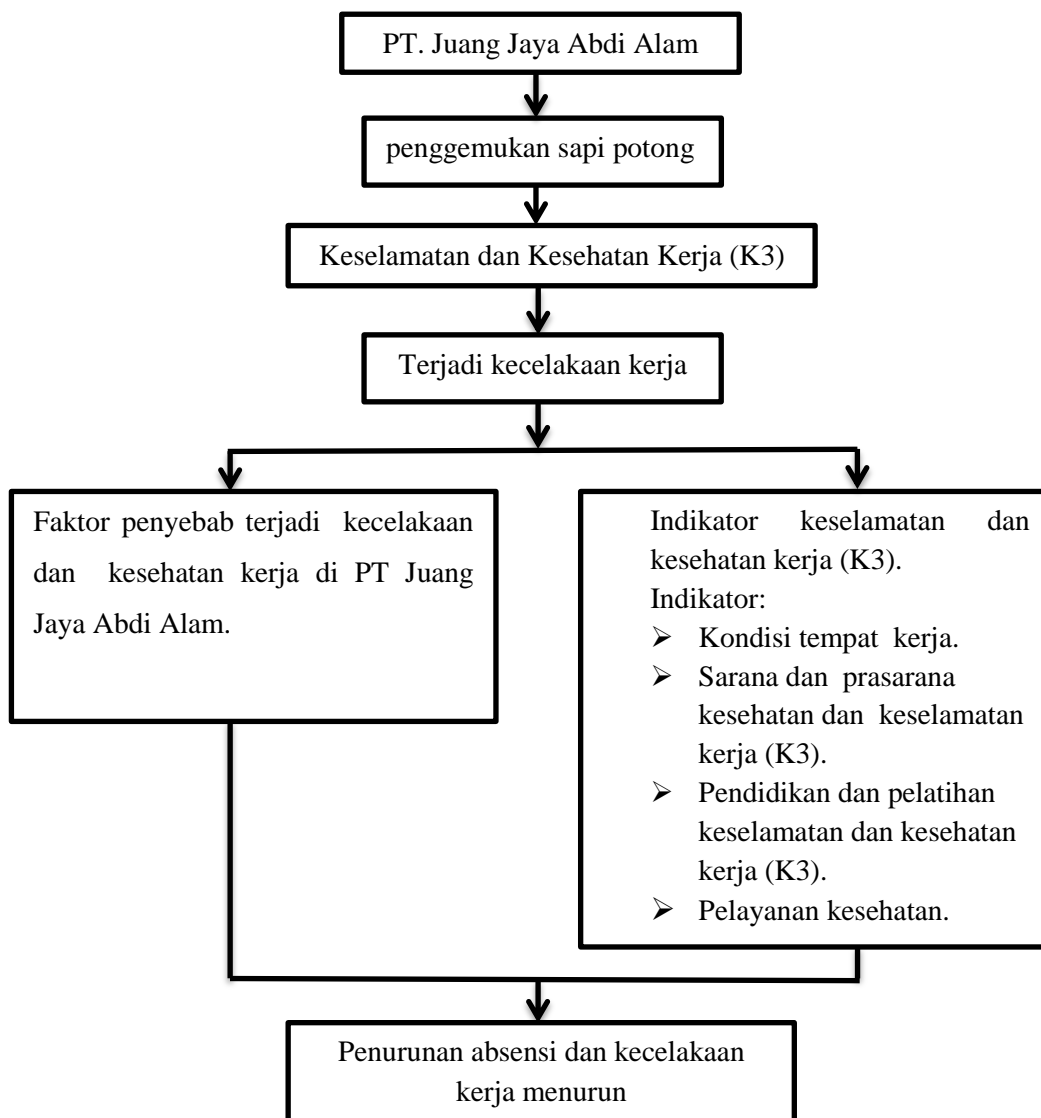 PT. Juang Jaya Abdi Alam
penggemukan sapi potong
Keselamatan dan Kesehatan Kerja (K3)
Terjadi kecelakaan kerja
Faktor penyebab terjadi kecelakaan
dan kesehatan kerja di PT Juang
Jaya Abdi Alam.
Indikator keselamatan dan
kesehatan kerja (K3).
Indikator:
➢ Kondisi tempat kerja.
➢ Sarana dan prasarana
kesehatan dan keselamatan
kerja (K3).
➢ Pendidikan dan pelatihan
keselamatan dan kesehatan
kerja (K3).
➢ Pelayanan kesehatan.
Penurunan absensi dan kecelakaan
kerja menurun